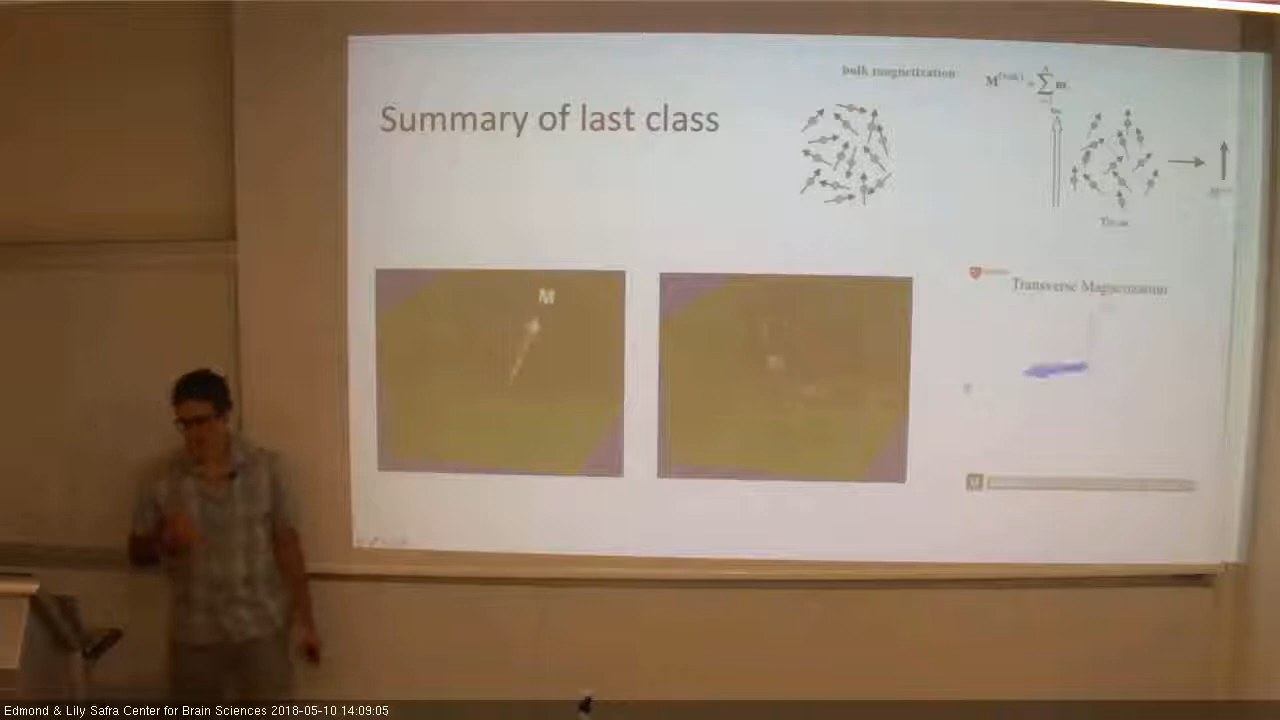 bulk magnetization
Summary of last class
M
Transverse Magnetization
Edmond & Lily Safra Center for Brain Sciences 2018-05-10 14:09:05